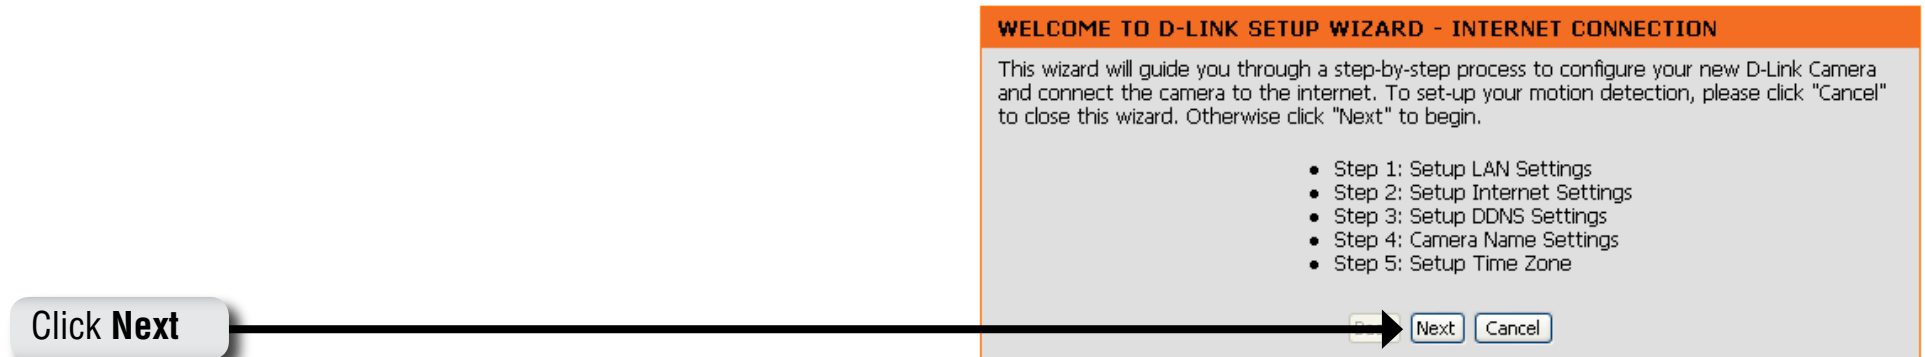 WELCOME TO D-LINK SETUP WIZARD - INTERNET CONNECTION
This wizard will guide you through a step-by-step process to configure your new D-Link Camera
and connect the camera to the internet. To set-up your motion detection, please click "Cancel"
to close this wizard. Otherwise click "Next" to begin.
● Step 1: Setup LAN Settings
● Step 2: Setup Internet Settings
● Step 3: Setup DDNS Settings
● Step 4: Camera Name Settings
● Step 5: Setup Time Zone
Click Next
Next Cancel